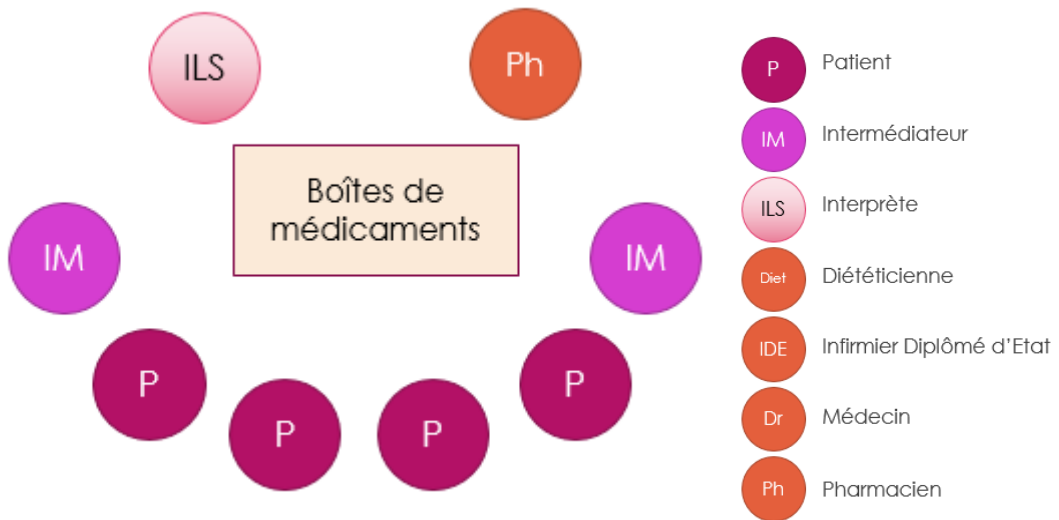 ILS
Ph
Boîtes de
médicaments
IM
IM
P
P
P
P
P Patient
IM Intermédiateur
ILS Interprète
Diet Diététicienne
IDE Infirmier Diplômé d'Etat
Dr Médecin
Ph Pharmacien